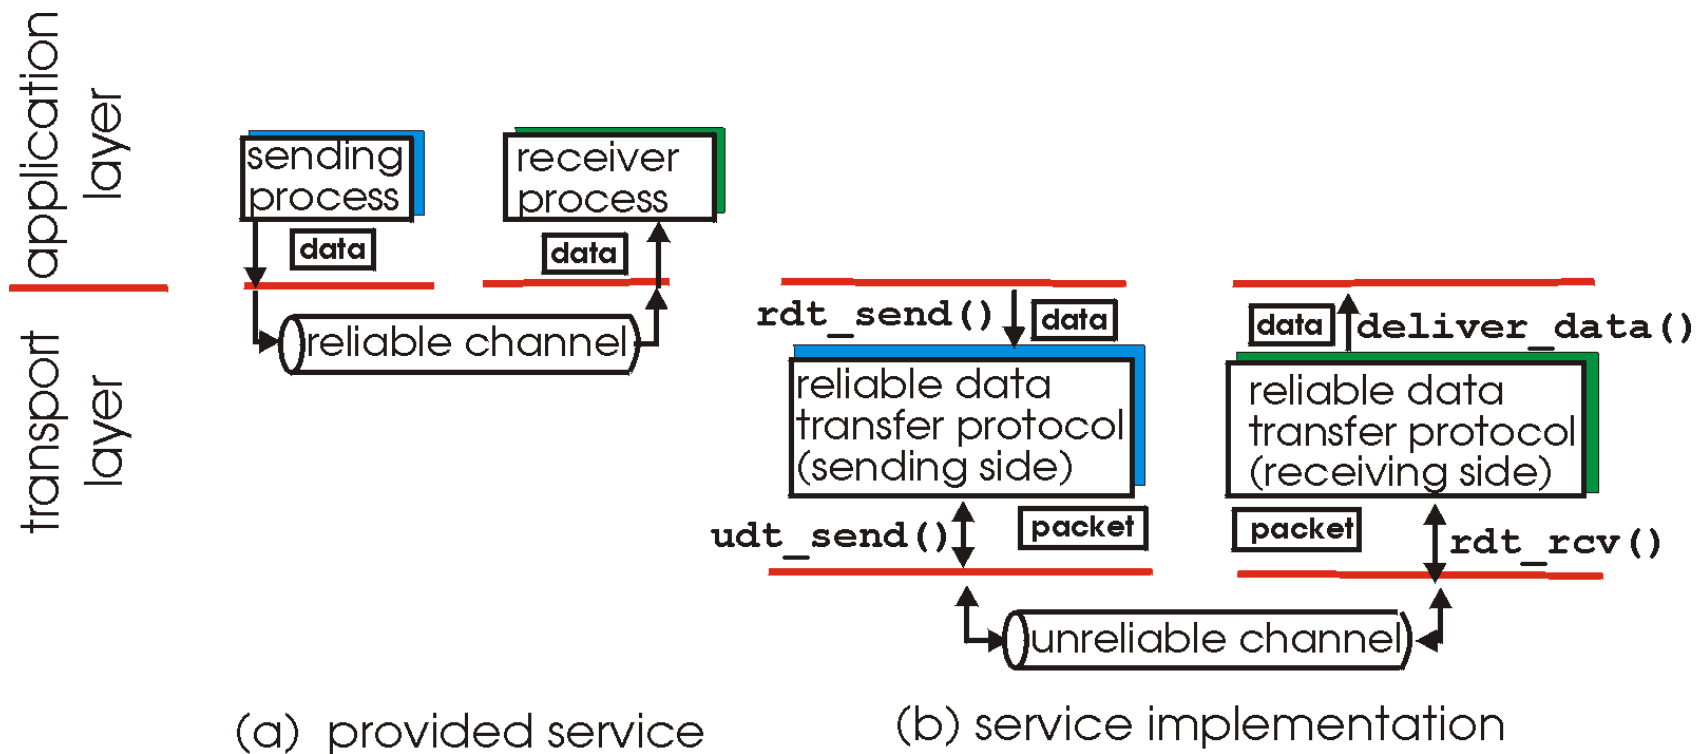 application
layer
transport
layer
sending
process
receiver
process
data
data
reliable channel
(a) provided service
rdt_send()
data
data
deliver_data()
reliable data
transfer protocol
(sending side)
reliable data
transfer protocol
(receiving side)
udt_send()
packet
packet
rdt_rcv()
unreliable channel
(b) service implementation